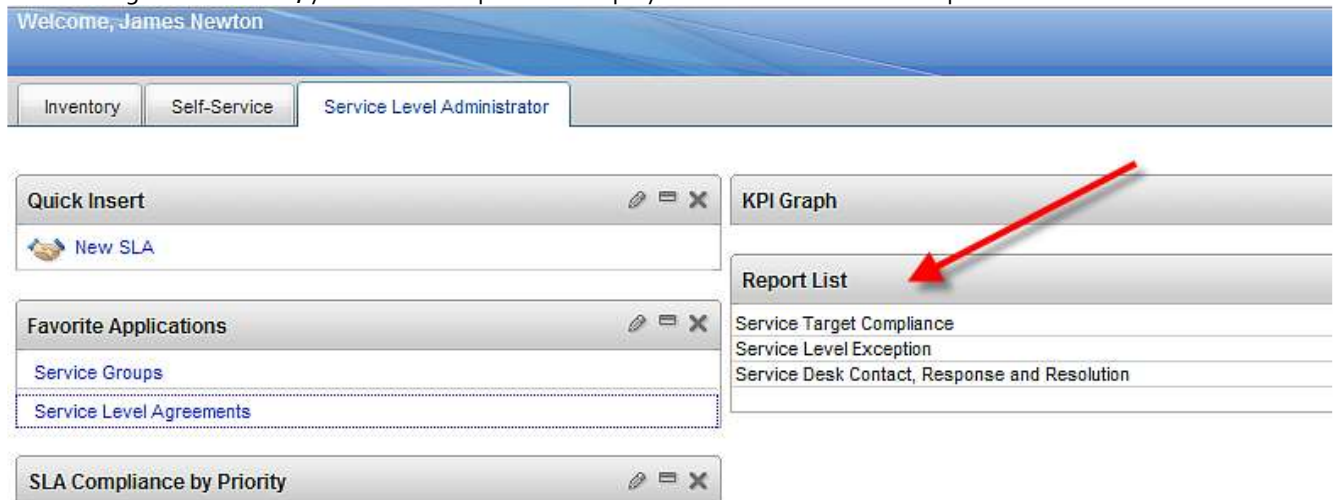 Welcome, James Newton
Inventory
Self-Service
Service Level Administrator
Quick Insert
New SLA
Favorite Applications
Service Groups
Service Level Agreements
SLA Compliance by Priority
KPI Graph
Report List
Service Target Compliance
Service Level Exception
Service Desk Contact, Response and Resolution